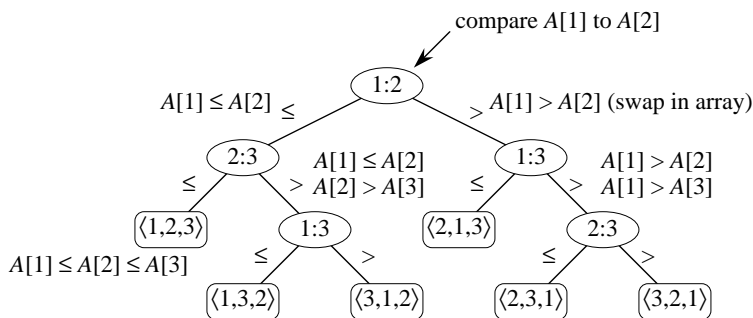 compare A[1] to A[2]
1:2
A[1] ≤ A[2] ≤
> A[1] > A[2] (swap in array)
2:3
A[1] ≤ A[2]
1:3
A[1] > A[2]
≤
> A[2] > A[3]
≤
> A[1] > A[3]
⟨1,2,3⟩
1:3
⟨2,1,3⟩
2:3
A[1] ≤ A[2] ≤ A[3]
≤
>
≤
>
⟨1,3,2⟩
⟨3,1,2⟩
⟨2,3,1⟩
⟨3,2,1⟩